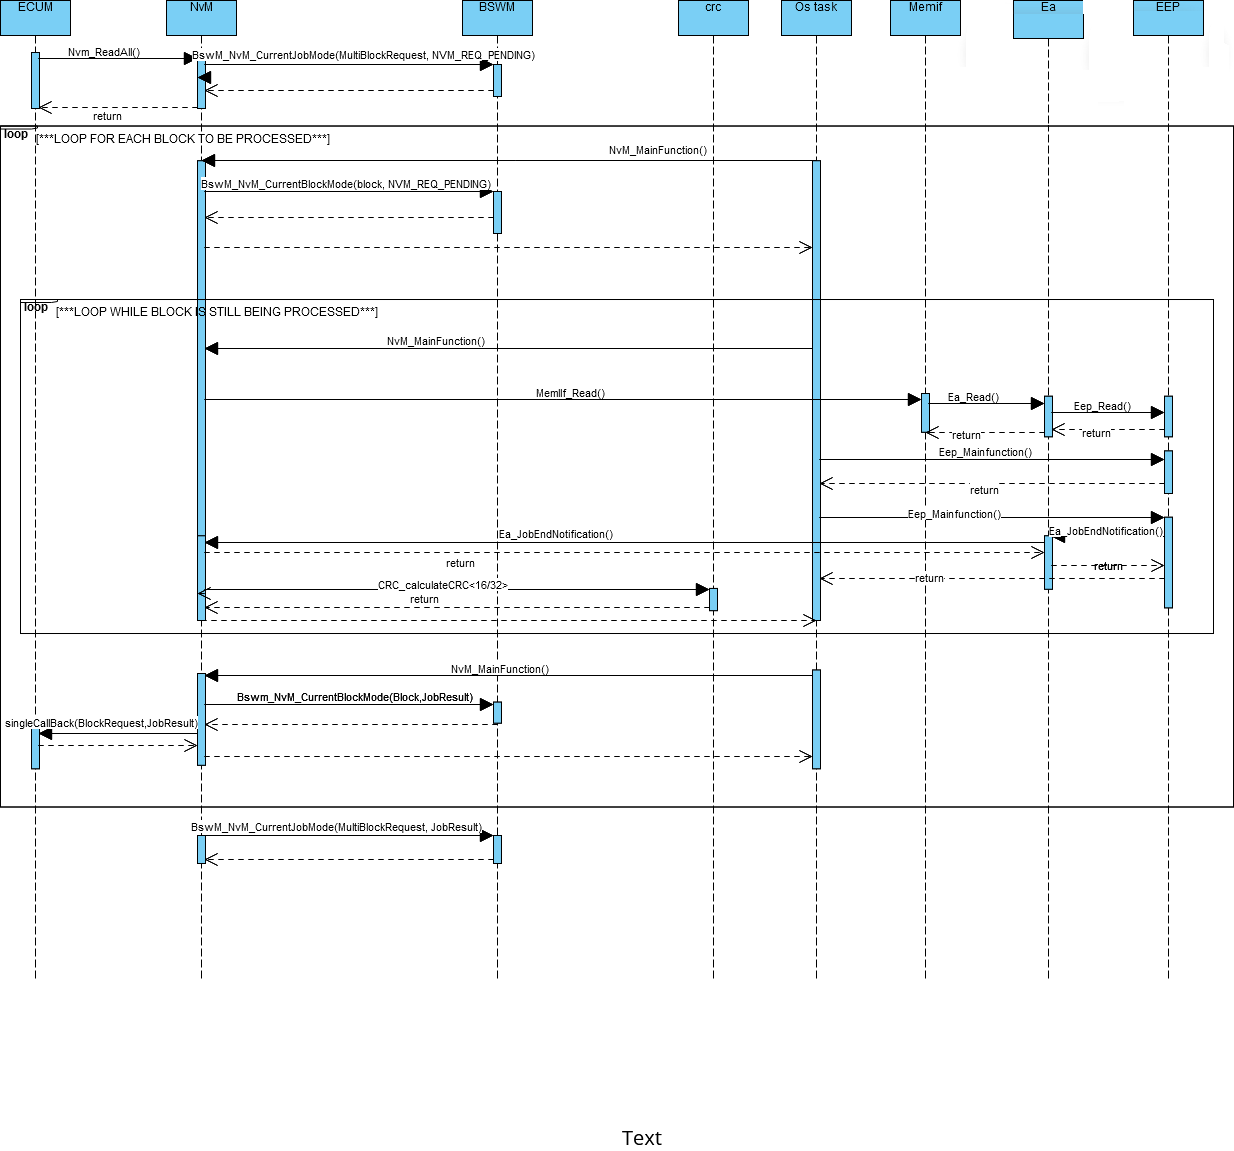 ECUM NvM BSWM crc Os task Memif Ea EEP
Nvm_ReadAll()
BswM_NvM_CurrentJobMode(MultiBlockRequest, NVM_REQ_PENDING)
return
loop
[***LOOP FOR EACH BLOCK TO BE PROCESSED***]
NvM_MainFunction()
BswM_NvM_CurrentBlockMode(block, NVM_REQ_PENDING)
loop
[***LOOP WHILE BLOCK IS STILL BEING PROCESSED***]
NvM_MainFunction()
MemIIf_Read()
Ea_Read()
Eep_Read()
return
return
Eep_Mainfunction()
return
Eep_Mainfunction()
Ea_JobEndNotification()
Ea_JobEndNotification()
return
return
return
CRC_calculateCRC<16/32>
return
NvM_MainFunction()
Bswm_NvM_CurrentBlockMode(Block,JobResult)
singleCallBack(BlockRequest,JobResult)
BswM_NvM_CurrentJobMode(MultiBlockRequest, JobResult)
Text